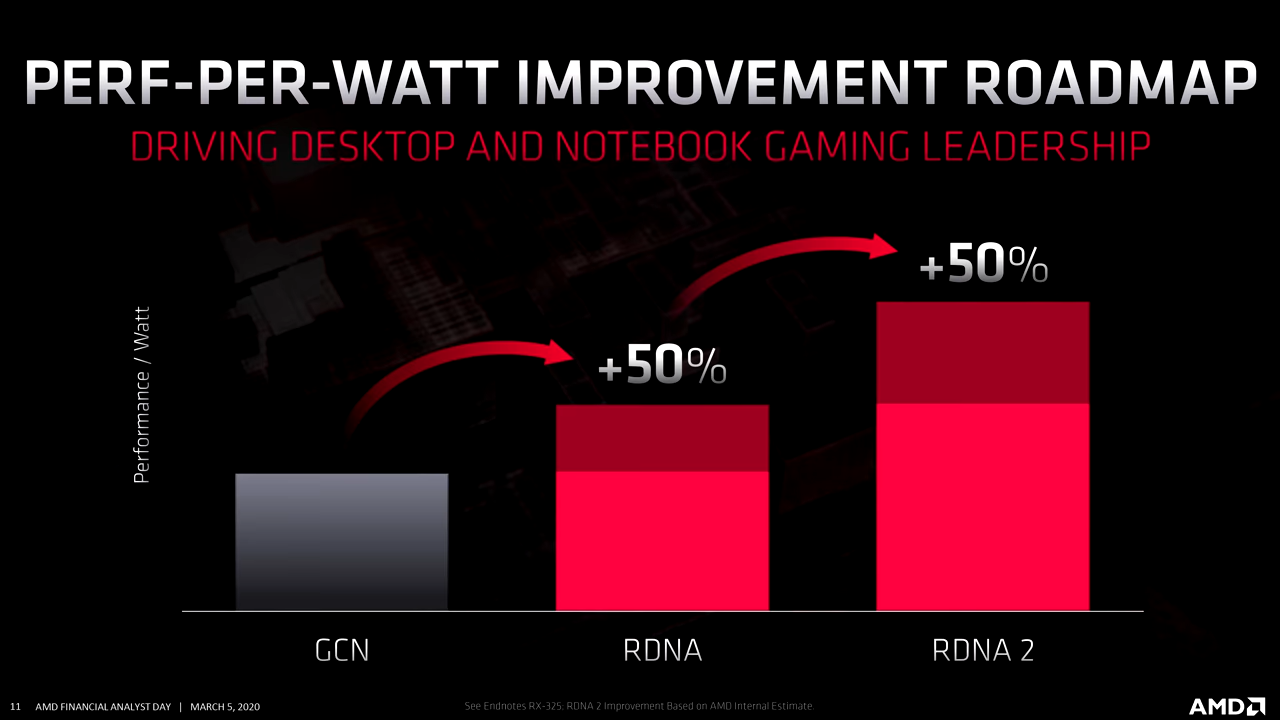 PERF-PER-WATT IMPROVEMENT ROADMAP
DRIVING DESKTOP AND NOTEBOOK GAMING LEADERSHIP
+50%
+50%
Performance / Watt
GCN
RDNA
RDNA 2
11 AMD FINANCIAL ANALYST DAY | MARCH 5, 2020
See Endnotes RX-325. RDNA 2 Improvement Based on AMD Internal Estimate.
AMD